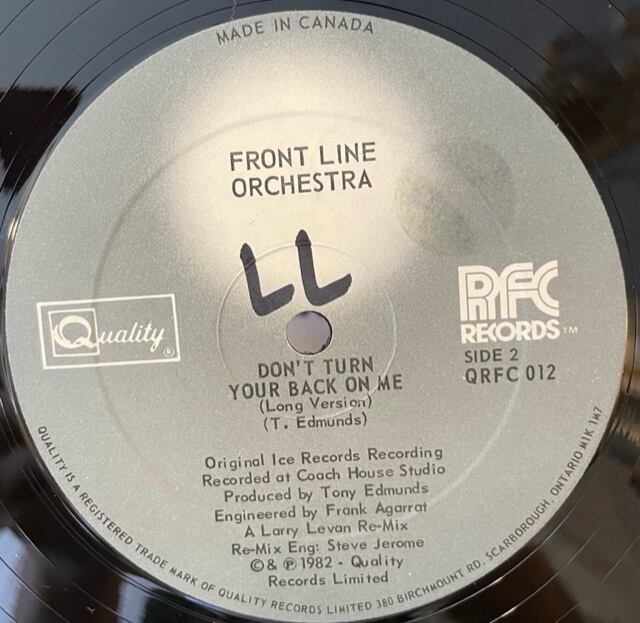 MADE IN CANADA
FRONT LINE
ORCHESTRA
LL
Quality ®
RFC
RECORDS™
SIDE 2
QRFC 012
DON'T TURN
YOUR BACK ON ME
(Long Version)
(T. Edmunds)
Original Ice Records Recording
Recorded at Coach House Studio
Produced by Tony Edmunds
Engineered by Frank Agarrat
A Larry Levan Re-Mix
Re-Mix Eng: Steve Jerome
©& ℗ 1982 - Quality
Records Limited
QUALITY IS A REGISTERED TRADE MARK OF QUALITY RECORDS LIMITED 380 BIRCHMOUNT RD. SCARBOROUGH, ONTARIO M1K 1M7